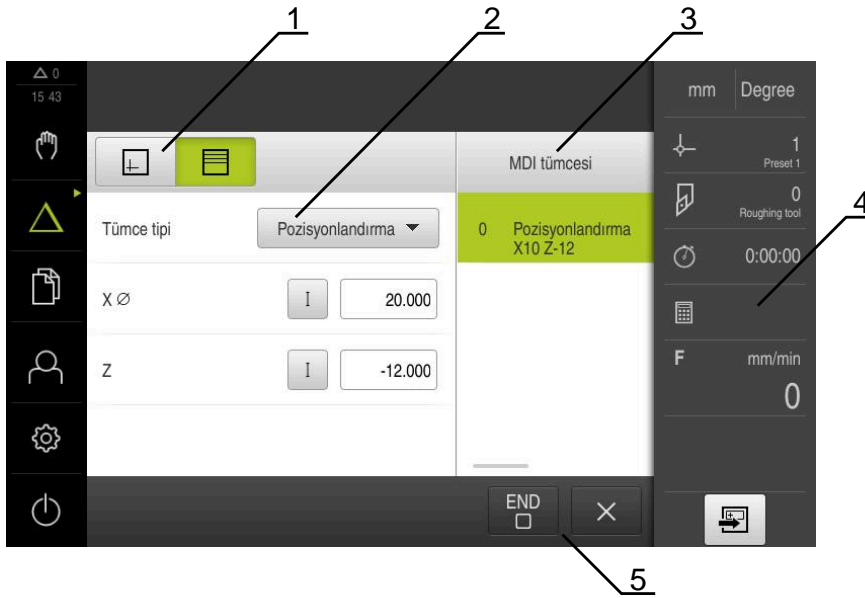 1
2
3
0
15 43
mm
Degree
MDI tümcesi
1
Preset 1
4
Tümce tipi
Pozisyonlandırma
0 Pozisyonlandırma
X10 Z-12
0
Roughing tool
0:00:00
X ∅
I
20.000
Z
I
-12.000
F
mm/min
0
END
5